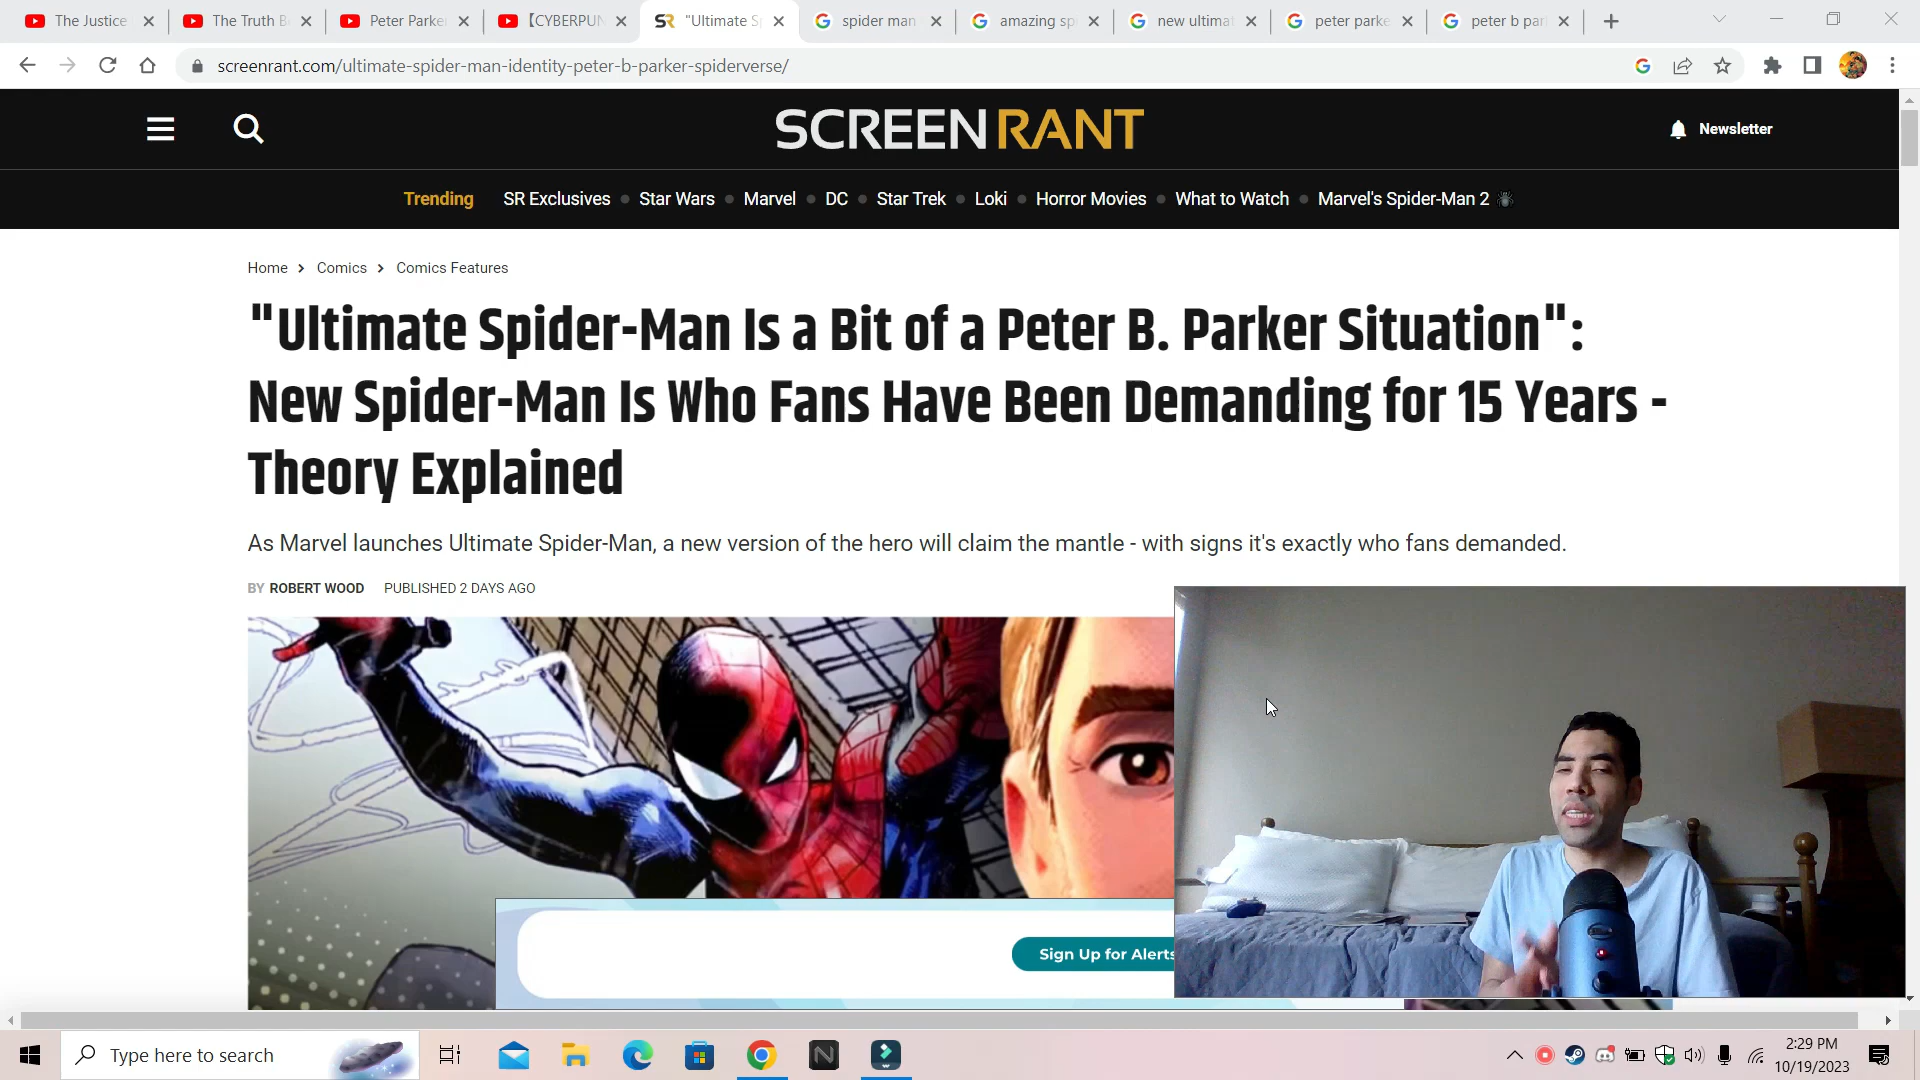 The Justice
The Truth B
Peter Parke
【CYBERPUN
"Ultimate S
spider man
amazing sp
new ultimat
peter parke
peter b par
screenrant.com/ultimate-spider-man-identity-peter-b-parker-spiderverse/
SCREENRANT
Newsletter
Trending SR Exclusives Star Wars Marvel DC Star Trek Loki Horror Movies What to Watch Marvel's Spider-Man 2
Home > Comics > Comics Features
"Ultimate Spider-Man Is a Bit of a Peter B. Parker Situation":
New Spider-Man Is Who Fans Have Been Demanding for 15 Years -
Theory Explained
As Marvel launches Ultimate Spider-Man, a new version of the hero will claim the mantle - with signs it's exactly who fans demanded.
BY ROBERT WOOD PUBLISHED 2 DAYS AGO
Sign Up for Alerts
Type here to search
2:29 PM
10/19/2023